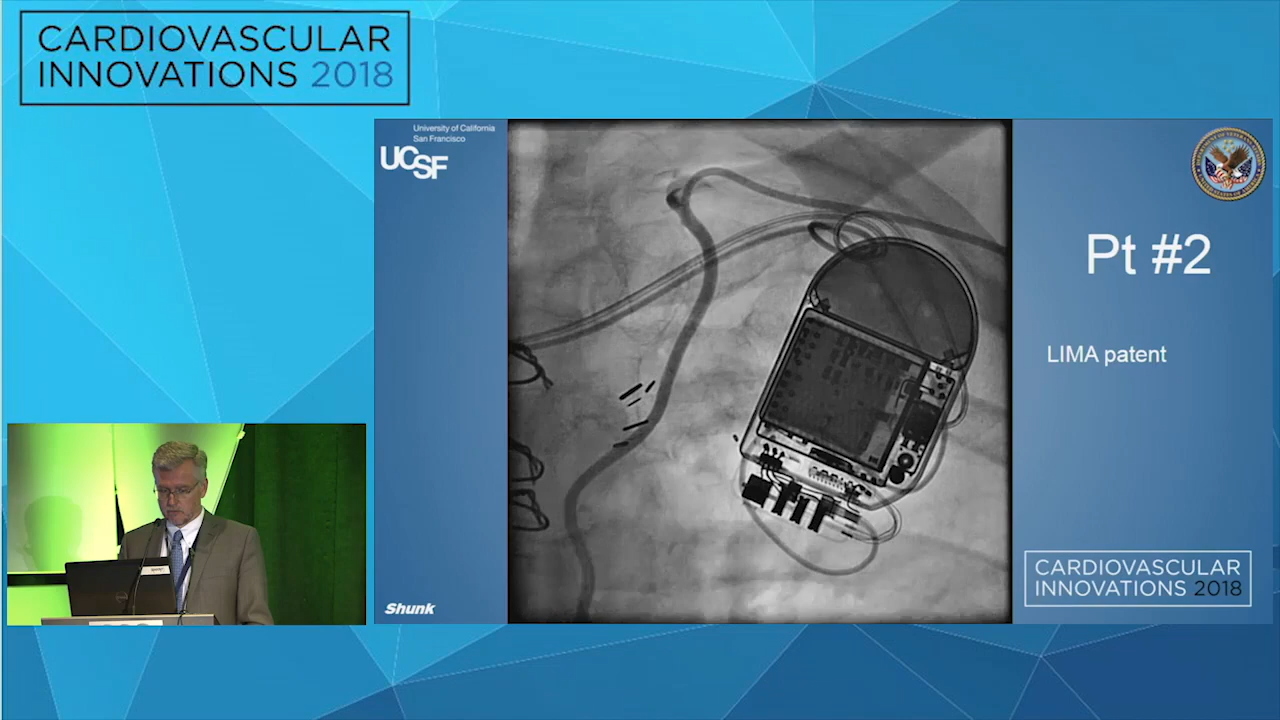 CARDIOVASCULAR
INNOVATIONS 2018
University of California
San Francisco
UCSF
Pt #2
LIMA patent
CARDIOVASCULAR
INNOVATIONS 2018
Shunk